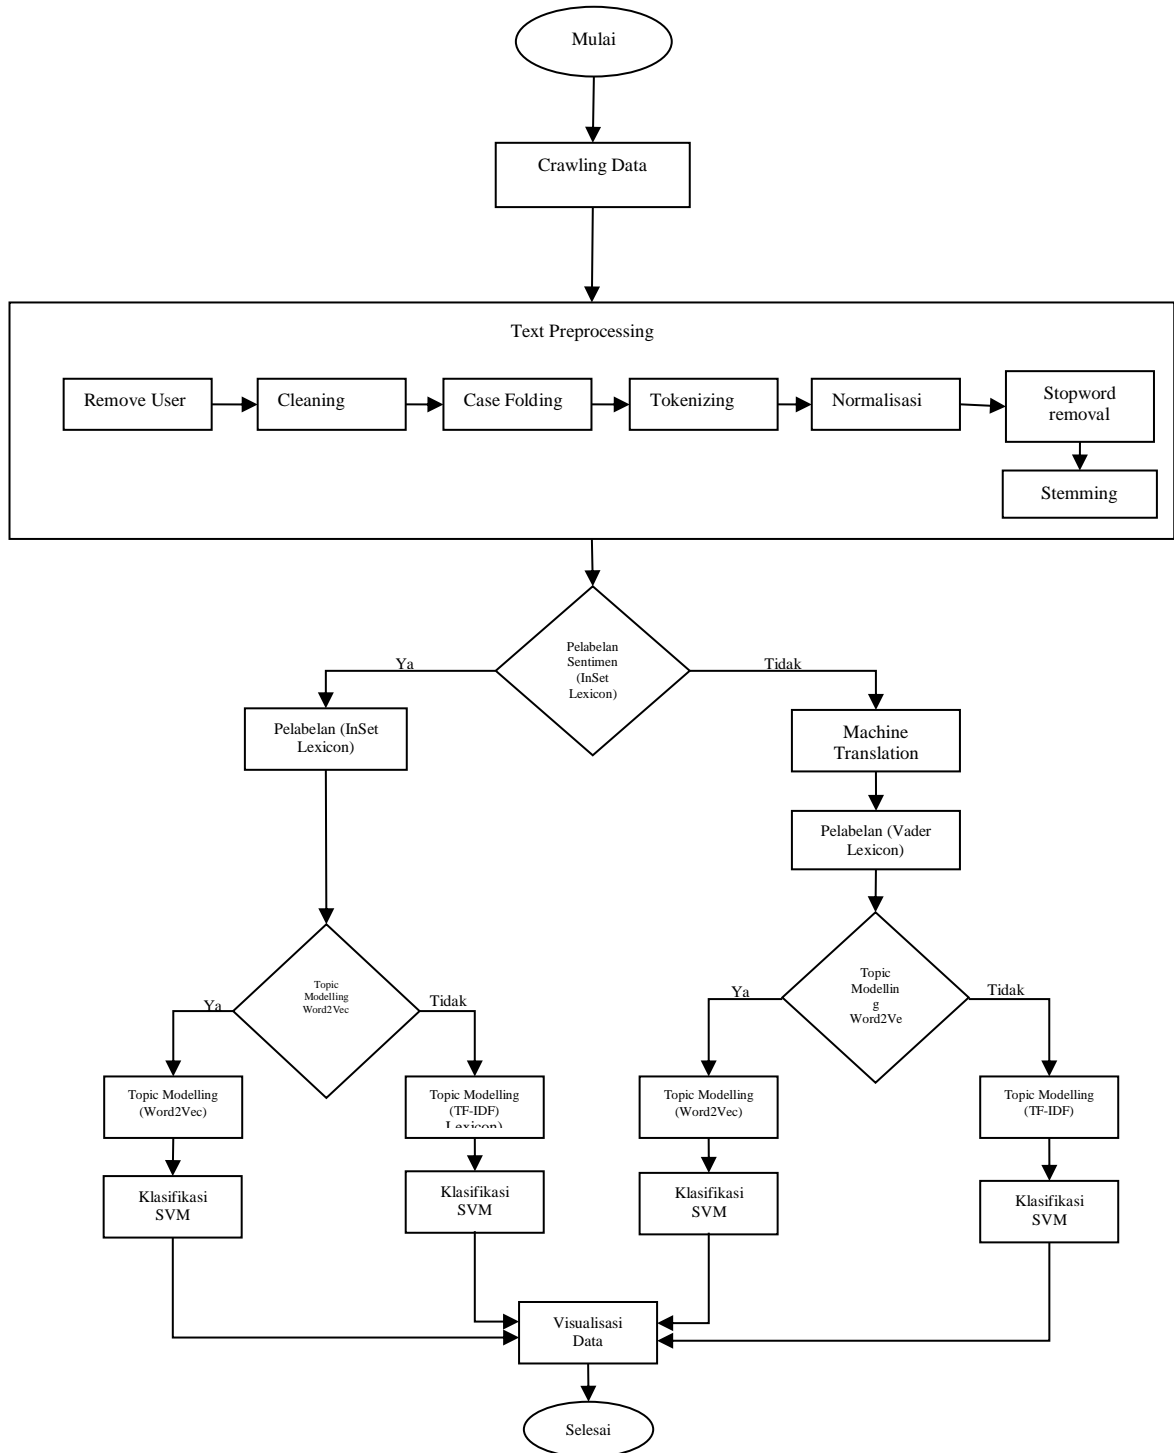 Mulai
Crawling Data
Text Preprocessing
Remove User
Cleaning
Case Folding
Tokenizing
Normalisasi
Stopword
removal
Stemming
Pelabelan
Sentimen
(InSet
Lexicon)
Ya
Tidak
Pelabelan (InSet
Lexicon)
Machine
Translation
Pelabelan (Vader
Lexicon)
Topic
Modelling
Word2Vec
Ya
Tidak
Topic
Modellin
g
Word2Ve
Ya
Tidak
Topic Modelling
(Word2Vec)
Topic Modelling
(TF-IDF)
Lexicon)
Topic Modelling
(Word2Vec)
Topic Modelling
(TF-IDF)
Klasifikasi
SVM
Klasifikasi
SVM
Klasifikasi
SVM
Klasifikasi
SVM
Visualisasi
Data
Selesai